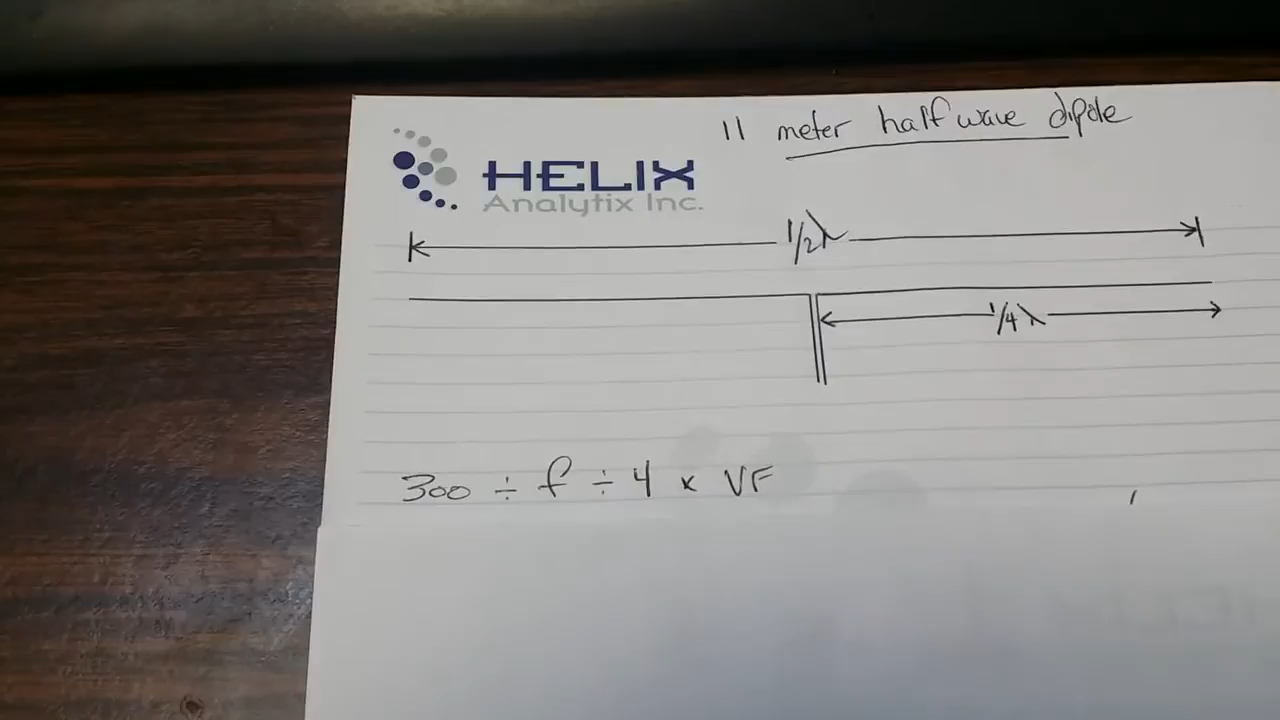 11 meter half wave dipole
HELIX
Analytix Inc.
1/2λ
1/4λ
300 ÷ f ÷ 4 x VF